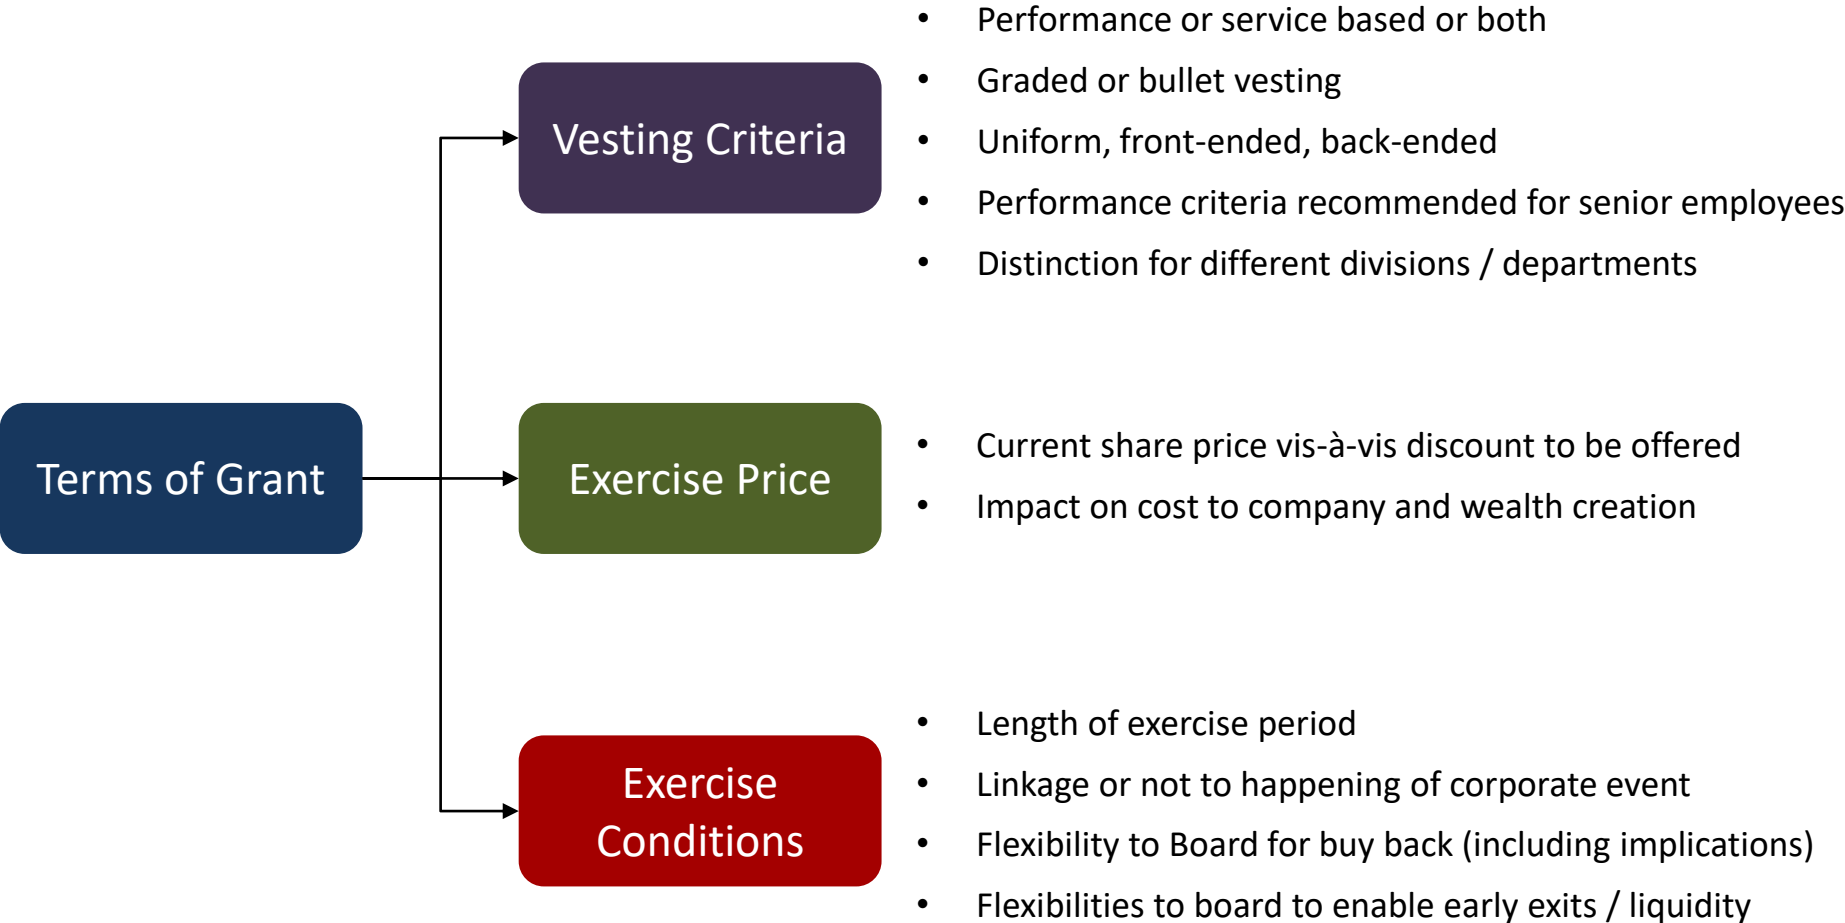 • Performance or service based or both
• Graded or bullet vesting
Vesting Criteria
• Uniform, front-ended, back-ended
• Performance criteria recommended for senior employees
• Distinction for different divisions / departments
Terms of Grant
Exercise Price
• Current share price vis-à-vis discount to be offered
• Impact on cost to company and wealth creation
Exercise
Conditions
• Length of exercise period
• Linkage or not to happening of corporate event
• Flexibility to Board for buy back (including implications)
• Flexibilities to board to enable early exits / liquidity